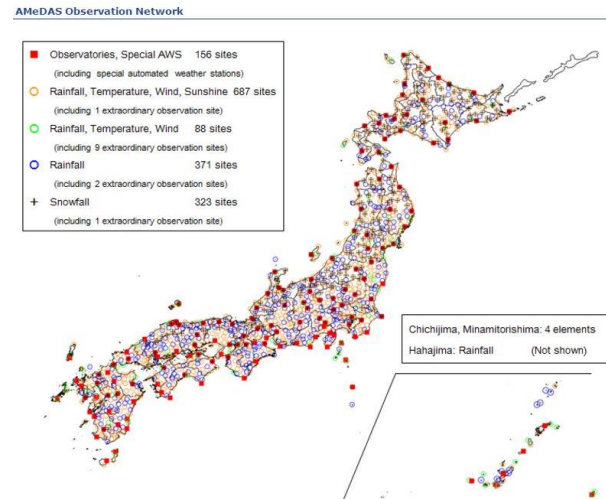 AMeDAS Observation Network
Observatories, Special AWS 156 sites
(including special automated weather stations)
Rainfall, Temperature, Wind, Sunshine 687 sites
(including 1 extraordinary observation site)
Rainfall, Temperature, Wind 88 sites
(including 9 extraordinary observation sites)
Rainfall 371 sites
(including 2 extraordinary observation sites)
Snowfall 323 sites
(including 1 extraordinary observation site)
Chichijima, Minamitorishima: 4 elements
Hahajima: Rainfall (Not shown)